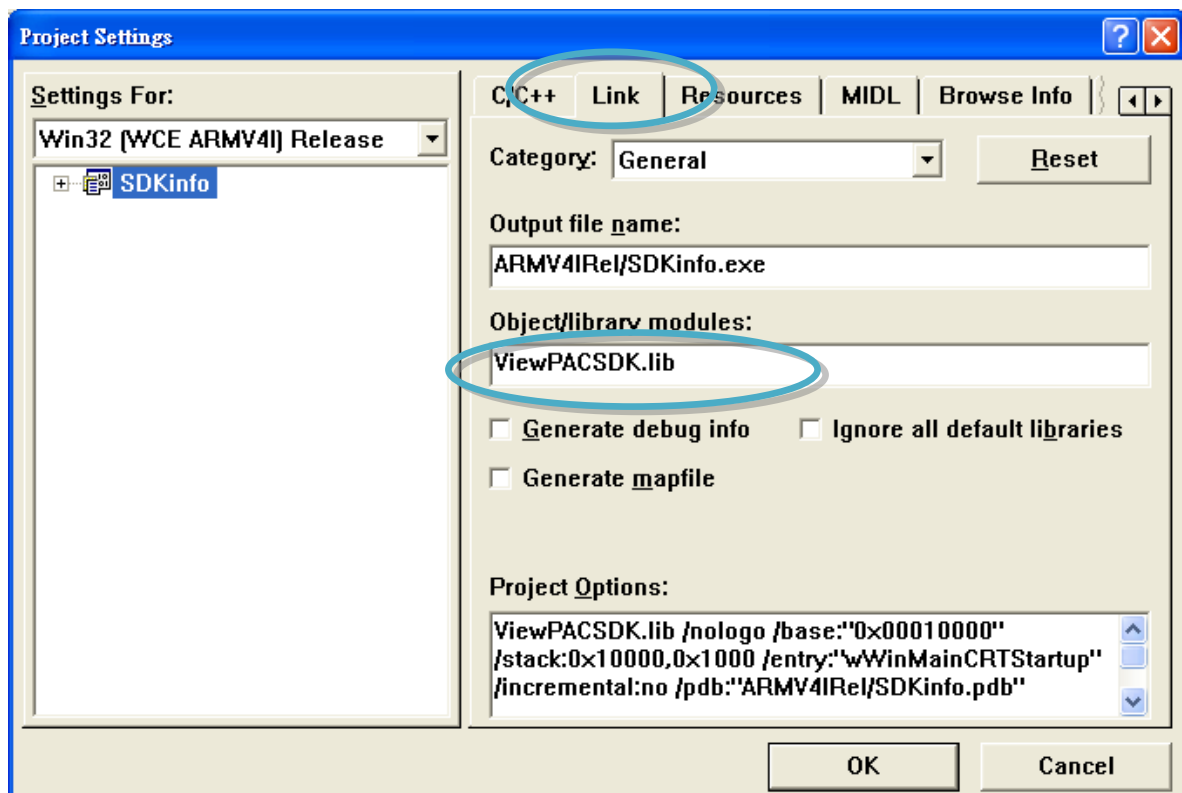 Project Settings
Settings For:
Win32 (WCE ARMV4I) Release
SDKinfo
C/C++ Link Resources MIDL Browse Info
Category: General Reset
Output file name:
ARMV4IRel/SDKinfo.exe
Object/library modules:
ViewPACSDK.lib
Generate debug info Ignore all default libraries
Generate mapfile
Project Options:
ViewPACSDK.lib /nologo /base:"0x00010000"
/stack:0x10000,0x1000 /entry:"wWinMainCRTStartup"
/incremental:no /pdb:"ARMV4IRel/SDKinfo.pdb"
OK Cancel